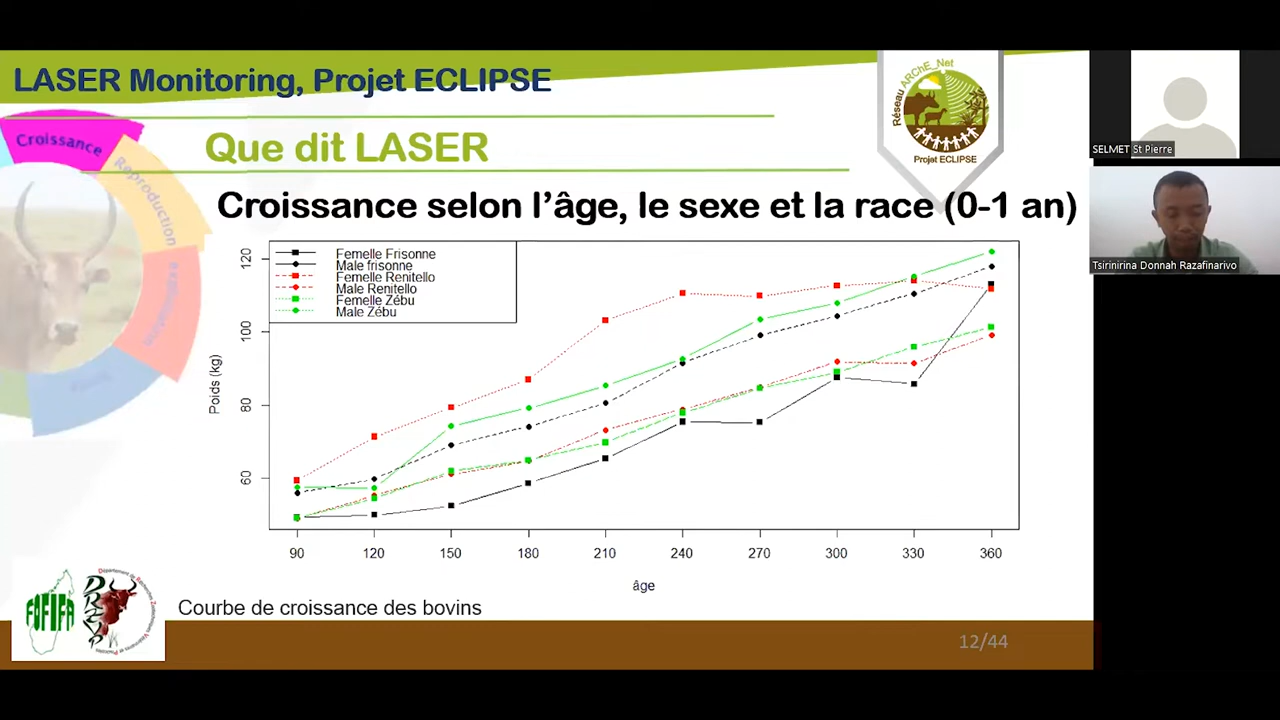 LASER Monitoring, Projet ECLIPSE
Réseau ARChE_Net
Projet ECLIPSE
SELMET St Pierre
Croissance
Reproduction
Que dit LASER
Croissance selon l'âge, le sexe et la race (0-1 an)
Tsirinirina Donnah Razafinarivo
Femelle Frisonne
Male frisonne
Femelle Renitello
Male Renitello
Femelle Zébu
Male Zébu
120
100
80
60
Poids (kg)
90 120 150 180 210 240 270 300 330 360
âge
FOFIFA
DRZVP
Courbe de croissance des bovins
12/44